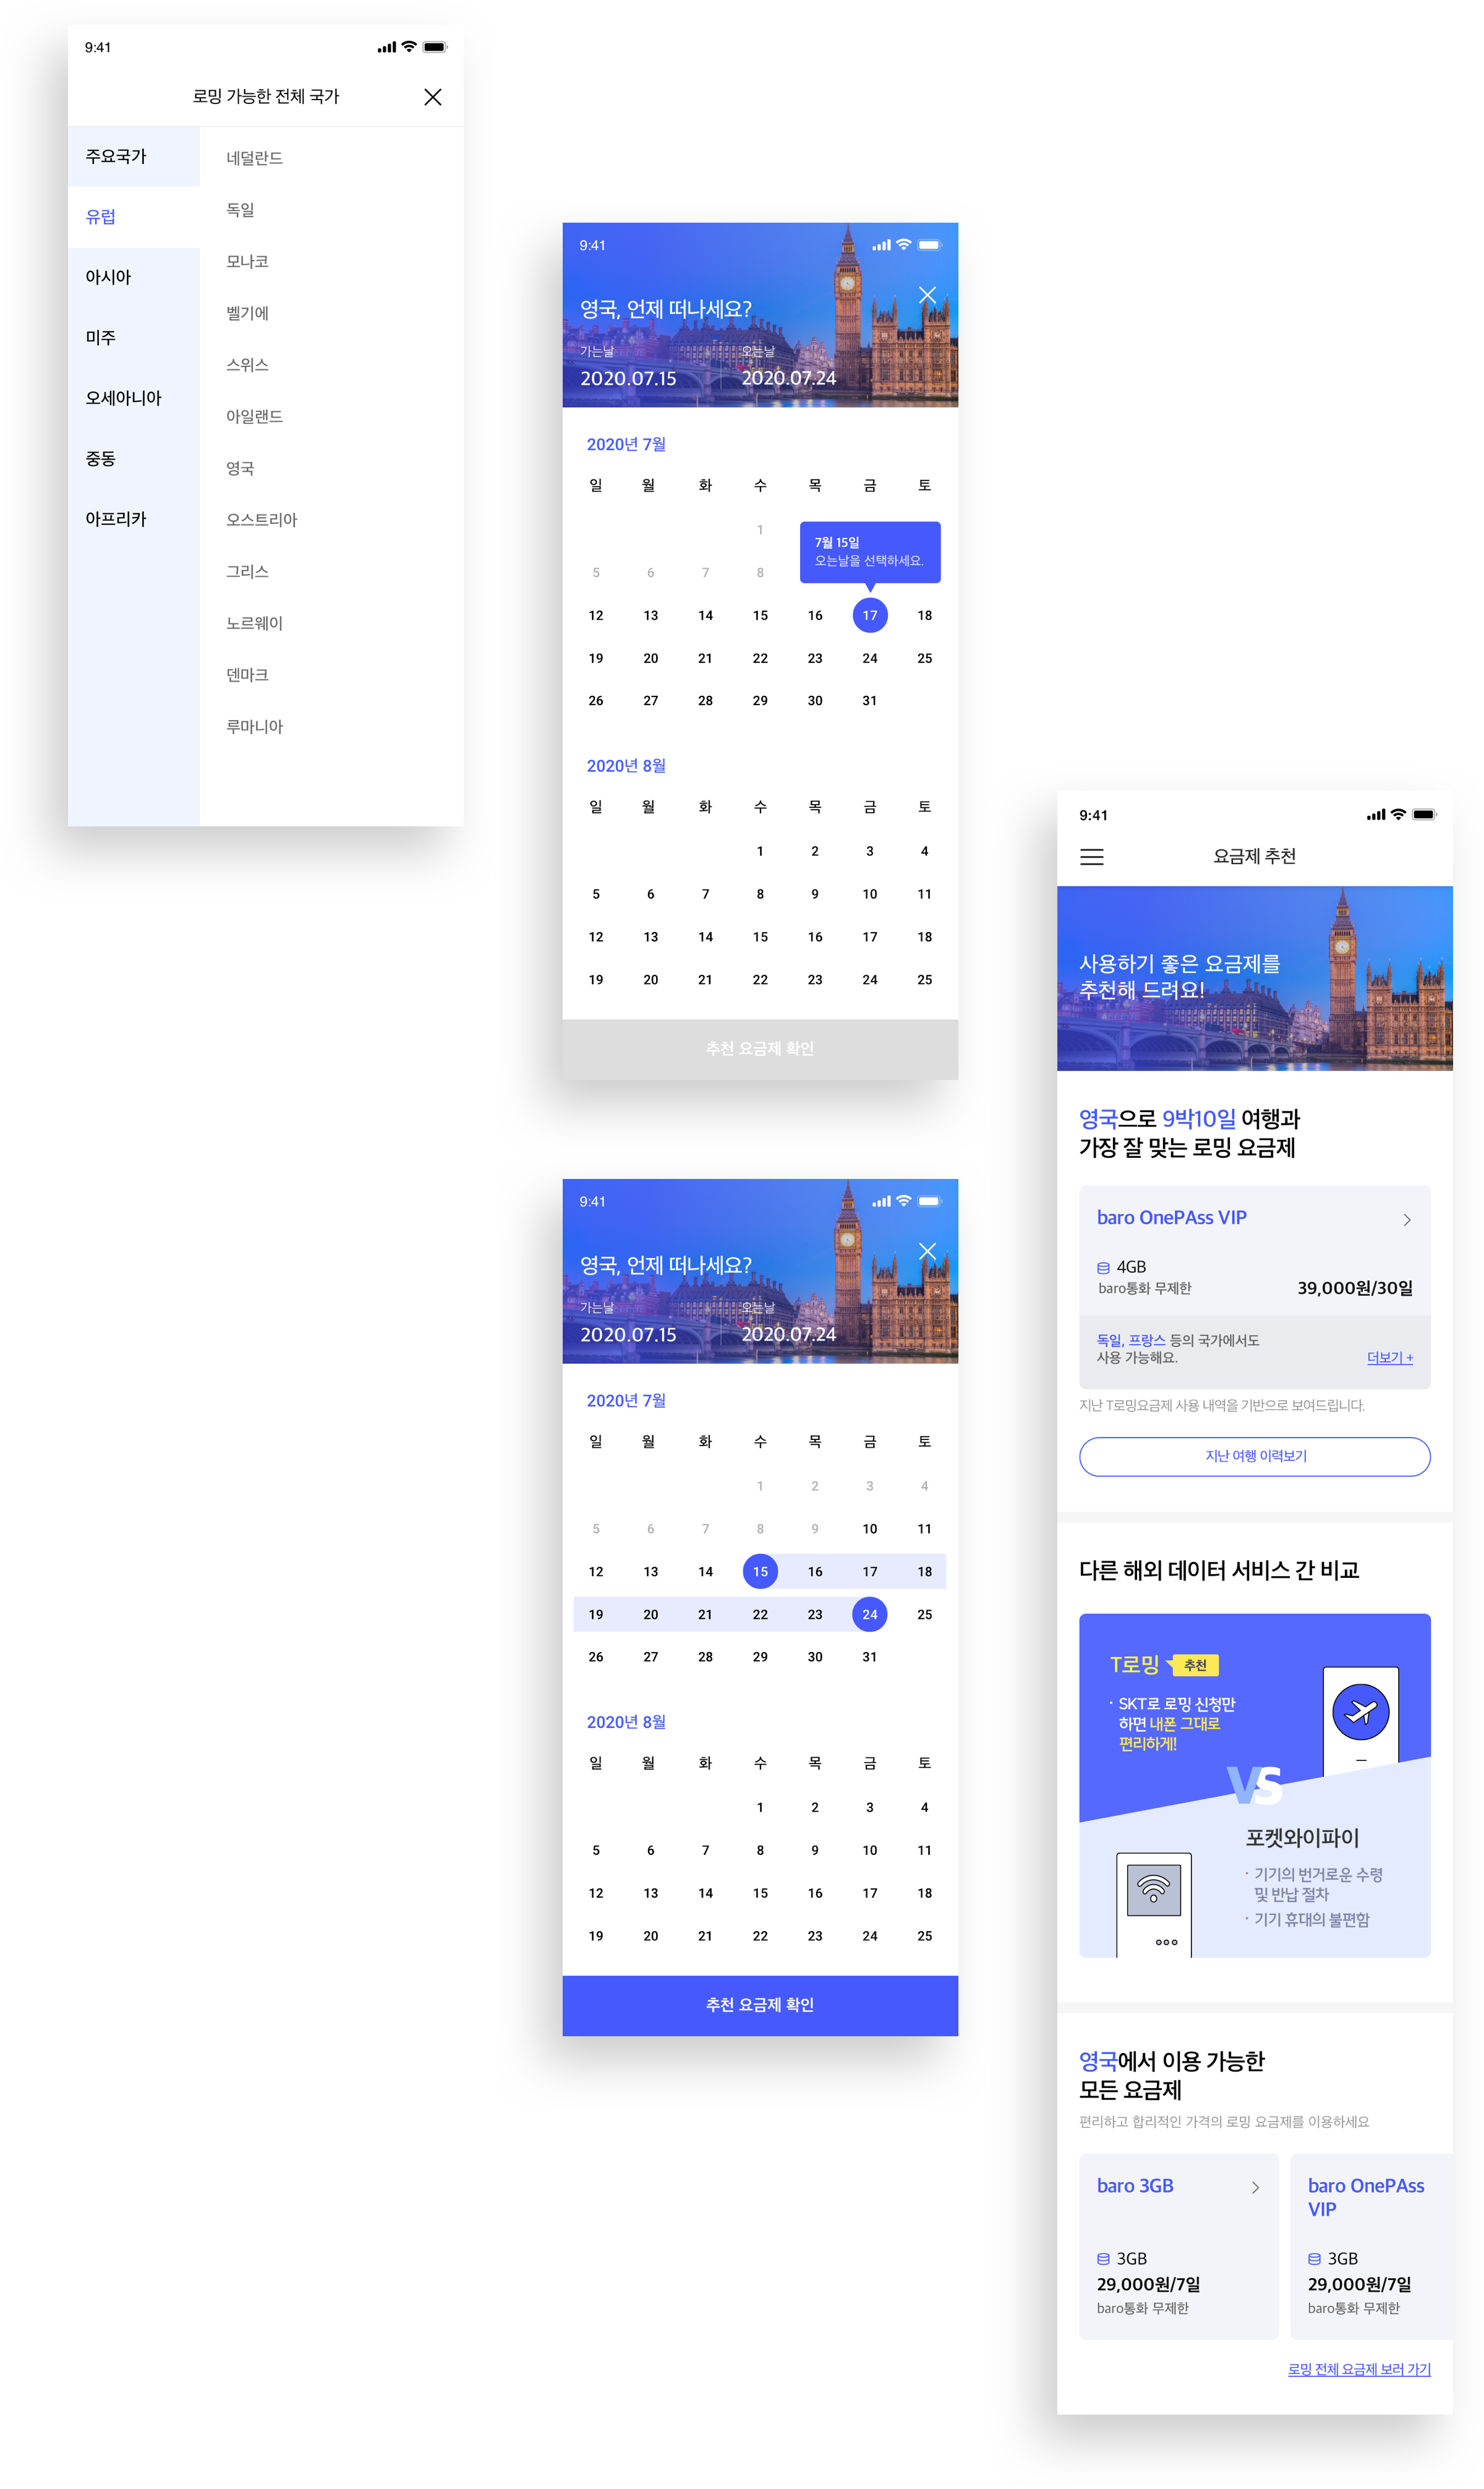 9:41
로밍 가능한 전체 국가
주요국가
유럽
아시아
미주
오세아니아
중동
아프리카
네덜란드
독일
모나코
벨기에
스위스
아일랜드
영국
오스트리아
그리스
노르웨이
덴마크
루마니아
9:41
영국, 언제 떠나세요?
가는날 오는날
2020.07.15 2020.07.24
2020년 7월
일 월 화 수 목 금 토
1
7월 15일
오는날을 선택하세요.
5 6 7 8
12 13 14 15 16 17 18
19 20 21 22 23 24 25
26 27 28 29 30 31
2020년 8월
일 월 화 수 목 금 토
1 2 3 4
5 6 7 8 9 10 11
12 13 14 15 16 17 18
19 20 21 22 23 24 25
추천 요금제 확인
9:41
영국, 언제 떠나세요?
가는날 오는날
2020.07.15 2020.07.24
2020년 7월
일 월 화 수 목 금 토
1 2 3 4
5 6 7 8 9 10 11
12 13 14 15 16 17 18
19 20 21 22 23 24 25
26 27 28 29 30 31
2020년 8월
일 월 화 수 목 금 토
1 2 3 4
5 6 7 8 9 10 11
12 13 14 15 16 17 18
19 20 21 22 23 24 25
추천 요금제 확인
9:41
요금제 추천
사용하기 좋은 요금제를
추천해 드려요!
영국으로 9박10일 여행과
가장 잘 맞는 로밍 요금제
baro OnePAss VIP
4GB
baro통화 무제한 39,000원/30일
독일, 프랑스 등의 국가에서도
사용 가능해요. 더보기 +
지난 T로밍요금제 사용 내역을 기반으로 보여드립니다.
지난 여행 이력보기
다른 해외 데이터 서비스 간 비교
T로밍 추천
· SKT로 로밍 신청만
하면 내폰 그대로
편리하게!
VS
포켓와이파이
· 기기의 번거로운 수령
및 반납 절차
· 기기 휴대의 불편함
영국에서 이용 가능한
모든 요금제
편리하고 합리적인 가격의 로밍 요금제를 이용하세요
baro 3GB
3GB
29,000원/7일
baro통화 무제한
baro OnePAss
VIP
3GB
29,000원/7일
baro통화 무제한
로밍 전체 요금제 보러 가기